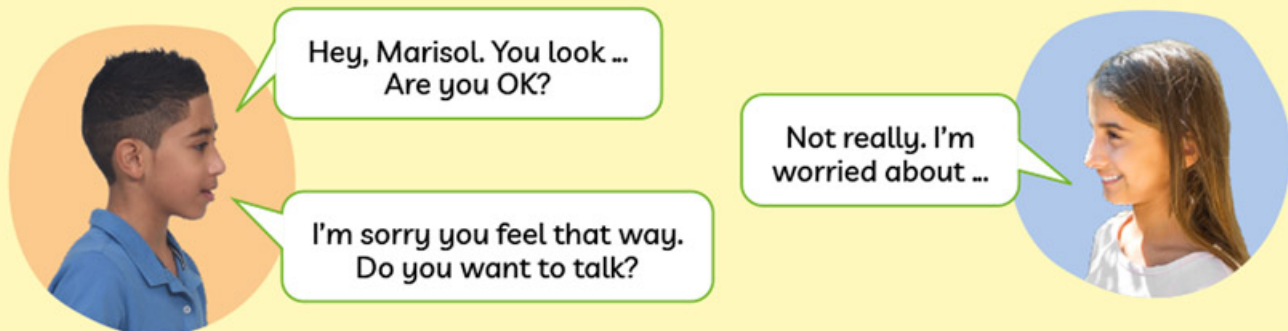 Hey, Marisol. You look ...
Are you OK?
Not really. I'm
worried about ...
I'm sorry you feel that way.
Do you want to talk?